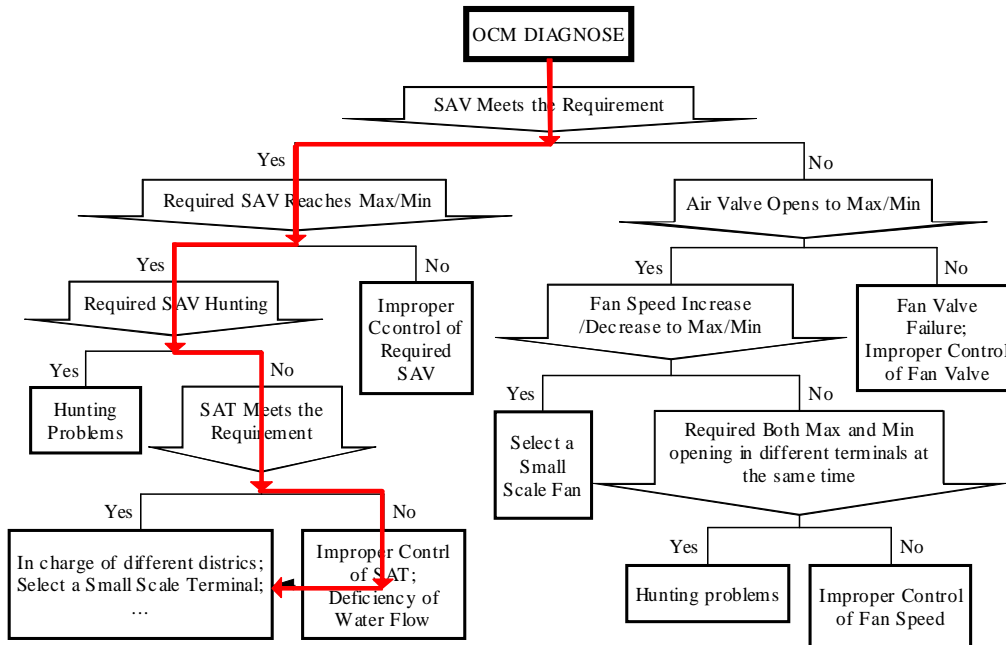 OCM DIAGNOSE
SAV Meets the Requirement
Yes
No
Required SAV Reaches Max/Min
Air Valve Opens to Max/Min
Yes
No
Yes
No
Required SAV Hunting
Improper
Ccontrol of
Required
SAV
Fan Speed Increase
/Decrease to Max/Min
Fan Valve
Failure;
Improper Control
of Fan Valve
Yes
No
Yes
No
Hunting
Problems
SAT Meets the
Requirement
Select a
Small
Scale Fan
Required Both Max and Min
opening in different terminals at
the same time
Yes
No
Yes
No
In charge of different districs;
Select a Small Scale Terminal;
…
Improper Contrl
of SAT;
Deficiency of
Water Flow
Hunting problems
Improper Control
of Fan Speed